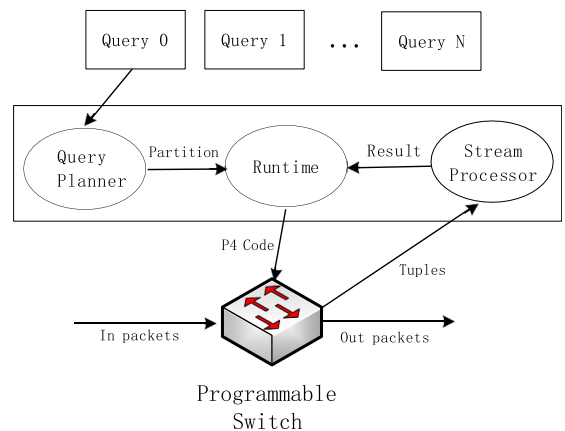 Query 0
Query 1
...
Query N
Query
Planner
Partition
Runtime
Result
Stream
Processor
P4 Code
Tuples
In packets
Out packets
Programmable
Switch